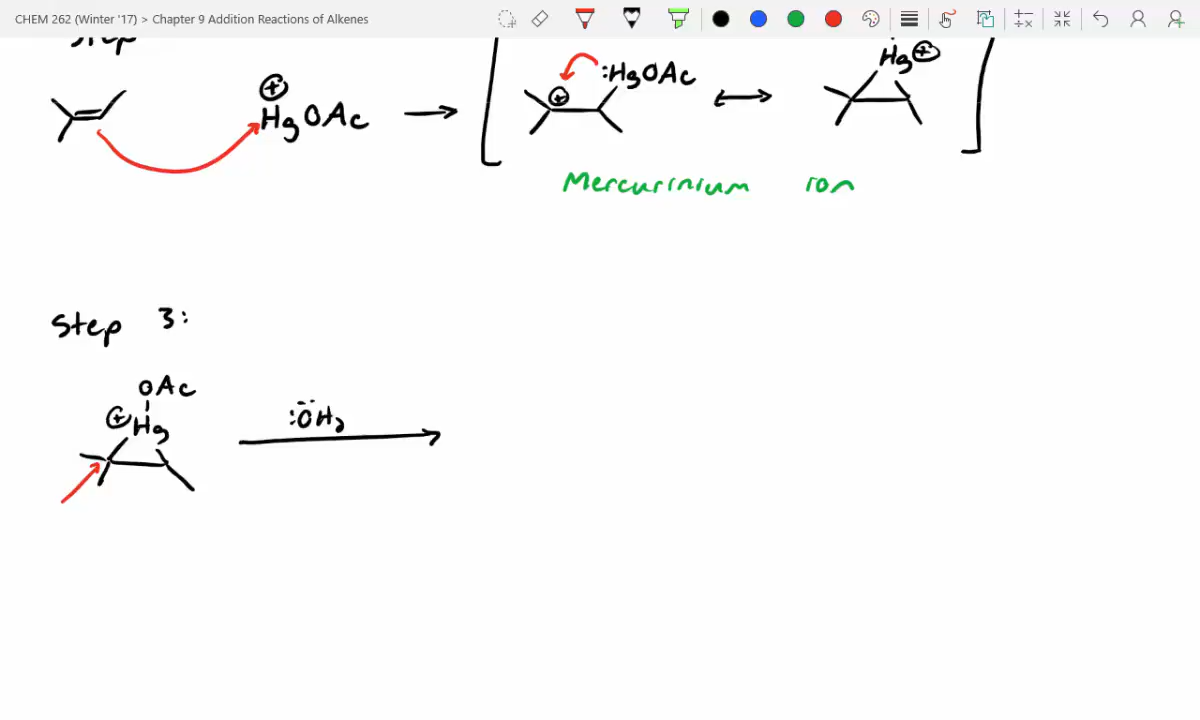 CHEM 262 (Winter '17) > Chapter 9 Addition Reactions of Alkenes
Step
Hg⊕
⊕
HgOAc
⊕ :HgOAc
Mercurinium ion
Step 3:
OAc
⊕Hg
:ÖH₂